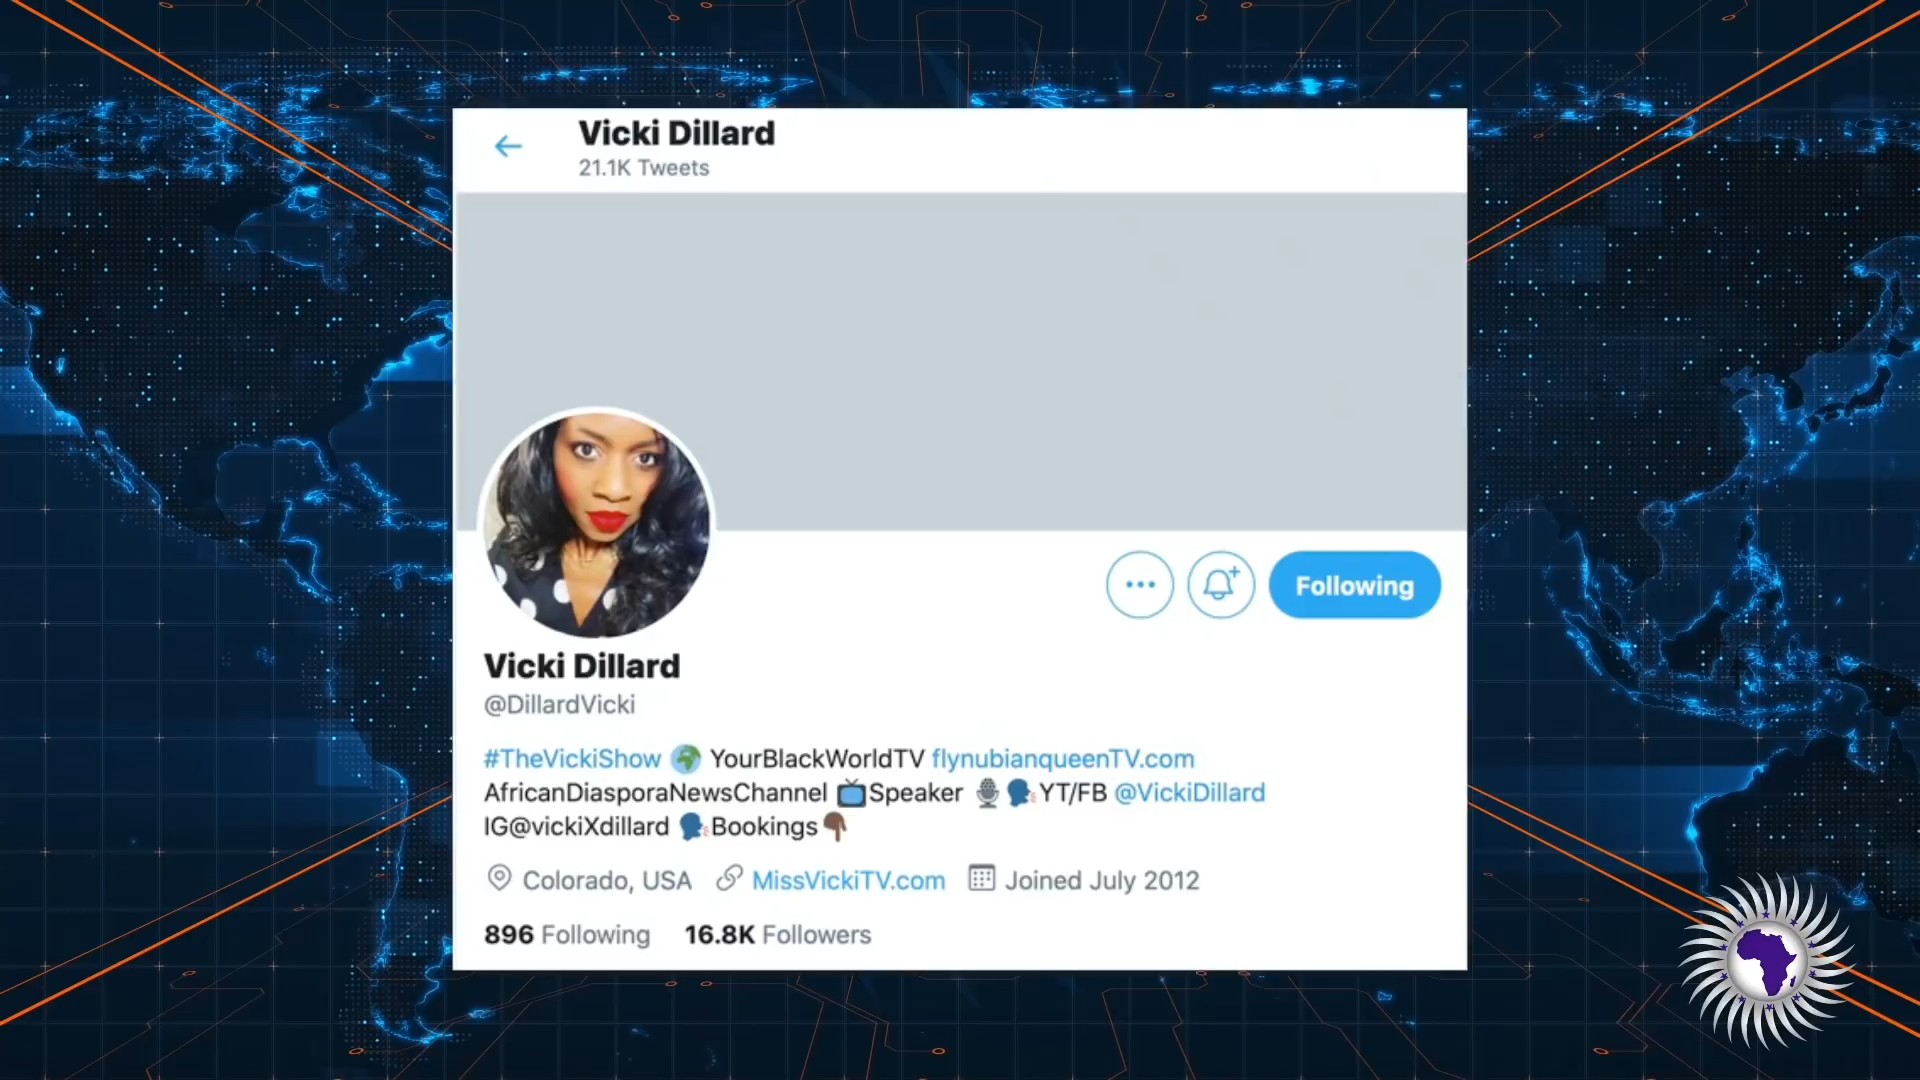 Vicki Dillard
21.1K Tweets
Following
Vicki Dillard
@DillardVicki
#TheVickiShow 🌍 YourBlackWorldTV flynubianqueenTV.com
AfricanDiasporaNewsChannel 📺Speaker 🎙🗣YT/FB @VickiDillard
IG@vickiXdillard 🗣Bookings👇🏾
Colorado, USA MissVickiTV.com Joined July 2012
896 Following 16.8K Followers